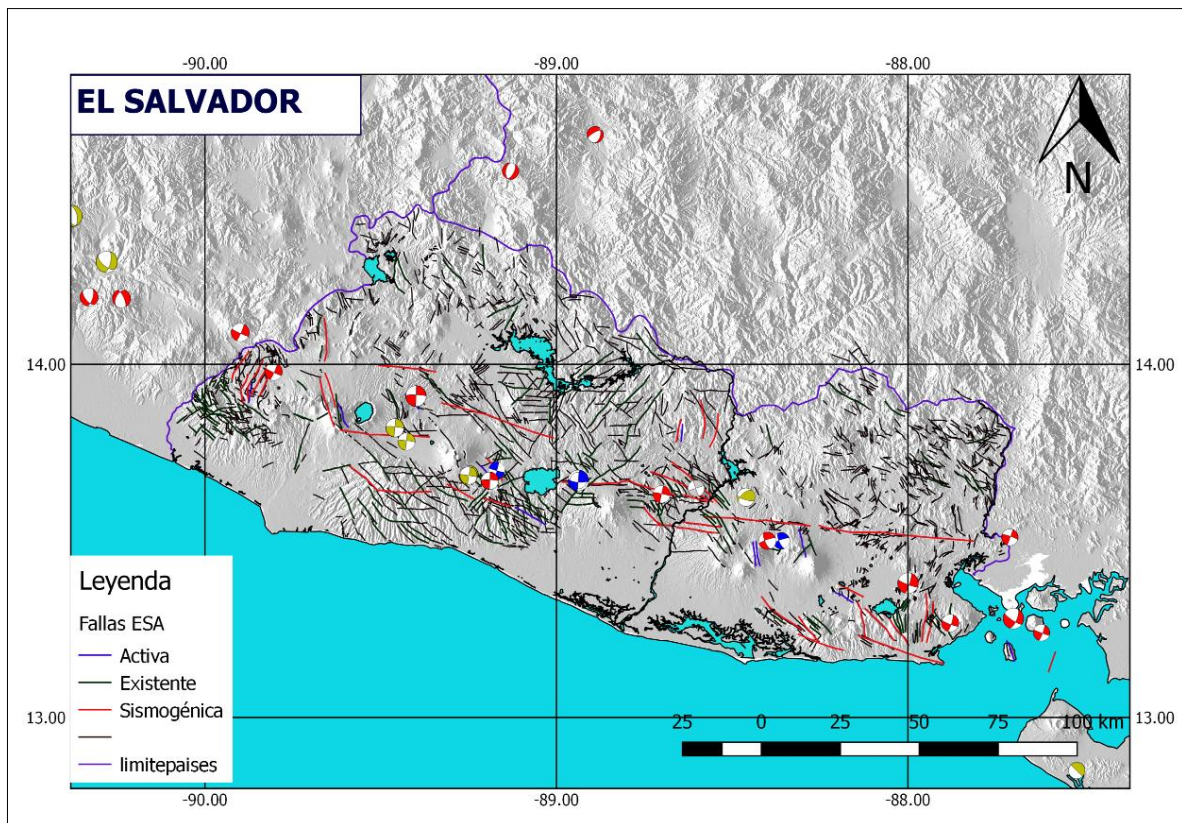 -90.00 -89.00 -88.00
EL SALVADOR
N
14.00 14.00
Leyenda
Fallas ESA
Activa
Existente
Sismogénica
limitepaises
13.00 13.00
25 0 25 50 75 100 km
-90.00 -89.00 -88.00